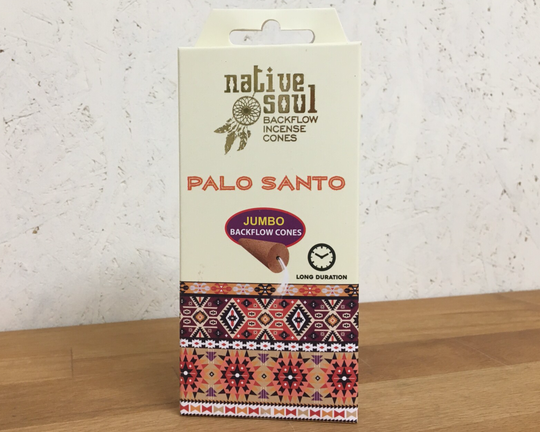 native
soul
BACKFLOW
INCENSE
CONES
PALO SANTO
JUMBO
BACKFLOW CONES
LONG DURATION